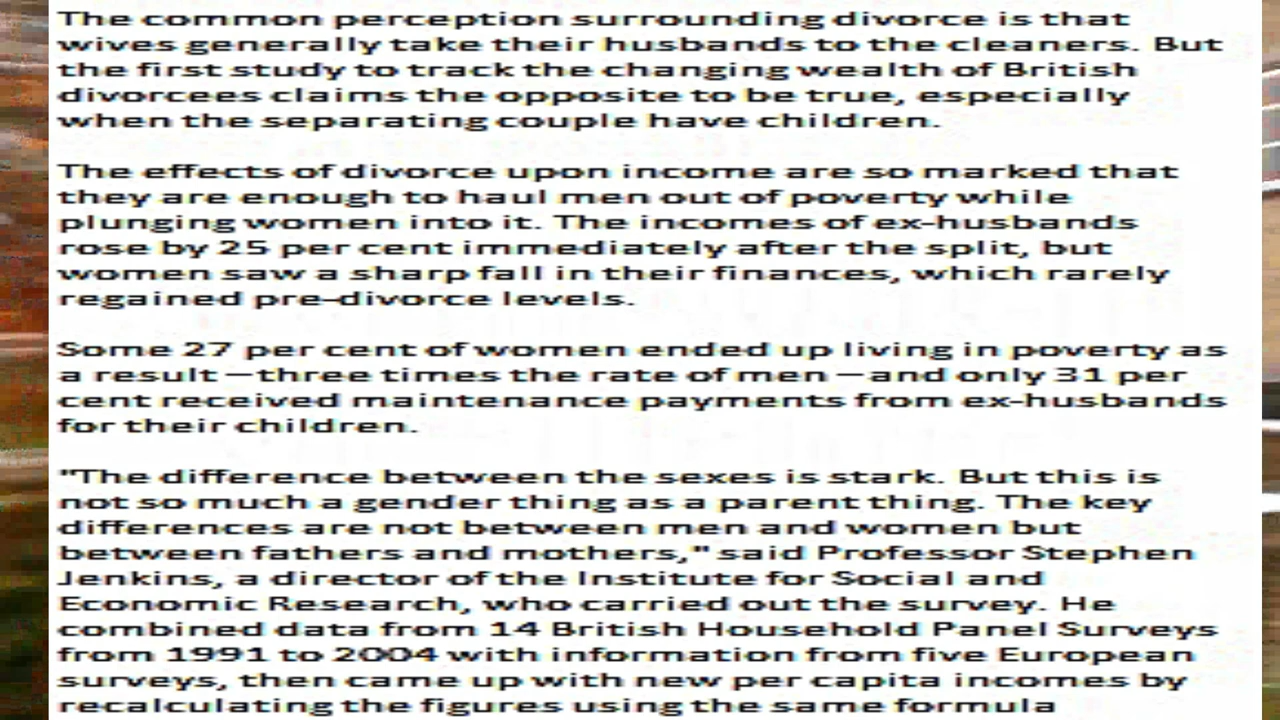 The common perception surrounding divorce is that
wives generally take their husbands to the cleaners. But
the first study to track the changing wealth of British
divorcees claims the opposite to be true, especially
when the separating couple have children.
The effects of divorce upon income are so marked that
they are enough to haul men out of poverty while
plunging women into it. The incomes of ex-husbands
rose by 25 per cent immediately after the split, but
women saw a sharp fall in their finances, which rarely
regained pre-divorce levels.
Some 27 per cent of women ended up living in poverty as
a result —three times the rate of men —and only 31 per
cent received maintenance payments from ex-husbands
for their children.
"The difference between the sexes is stark. But this is
not so much a gender thing as a parent thing. The key
differences are not between men and women but
between fathers and mothers," said Professor Stephen
Jenkins, a director of the Institute for Social and
Economic Research, who carried out the survey. He
combined data from 14 British Household Panel Surveys
from 1991 to 2004 with information from five European
surveys, then came up with new per capita incomes by
recalculating the figures using the same formula